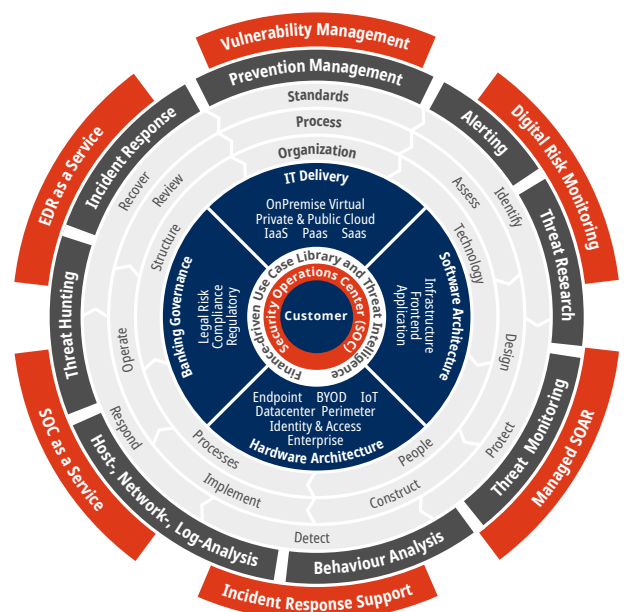 Vulnerability Management
Prevention Management
Standards
Process
Organization
IT Delivery
OnPremise Virtual
Private & Public Cloud
IaaS Paas Saas
EDR as a Service
Incident Response
Recover
Review
Structure
Alerting
Digital Risk Monitoring
Identify
Assess
Technology
Threat Research
Banking Governance
Legal Risk
Compliance
Regulatory
Finance-driven Use Case Library and Threat Intelligence
Security Operations Center (SOC)
Customer
Infrastructure
Frontend
Application
Software Architecture
Threat Hunting
Operate
Respond
Design
Protect
Endpoint BYOD IoT
Datacenter Perimeter
Identity & Access
Enterprise
Hardware Architecture
SOC as a Service
Host-, Network-, Log-Analysis
Processes
Implement
Detect
People
Construct
Threat Monitoring
Managed SOAR
Behaviour Analysis
Incident Response Support